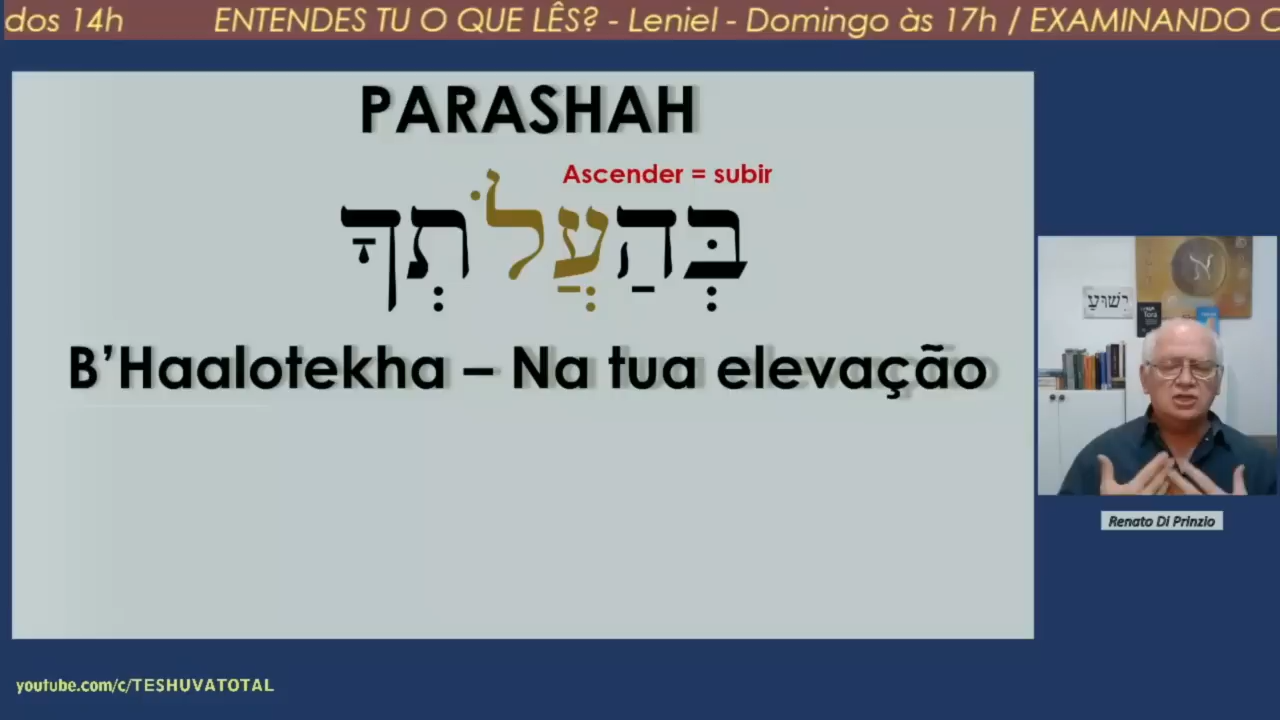 dos 14h ENTENDES TU O QUE LÊS? - Leniel - Domingo às 17h / EXAMINANDO
PARASHAH
Ascender = subir
בְּהַעֲלֹתְךָ
B’Haalotekha – Na tua elevação
ישוע
Renato Di Prinzio
youtube.com/c/TESHUVATOTAL